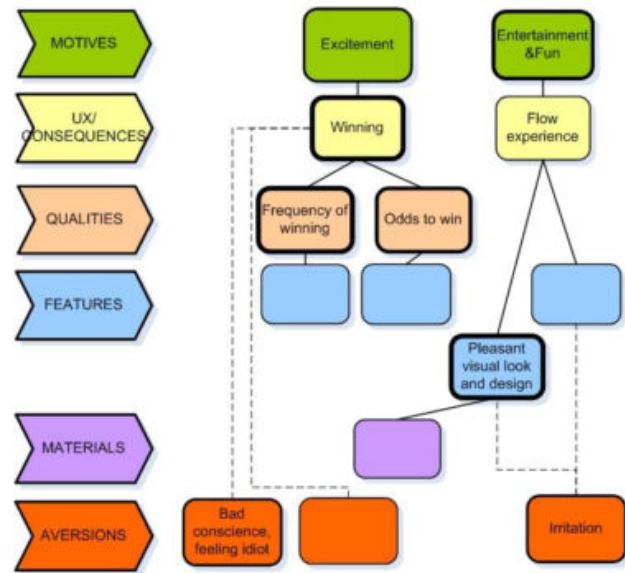 MOTIVES
Excitement
Entertainment
&Fun
UX/
CONSEQUENCES
Winning
Flow
experience
QUALITIES
Frequency of
winning
Odds to win
FEATURES
Pleasant
visual look
and design
MATERIALS
AVERSIONS
Bad
conscience,
feeling idiot
Irritation